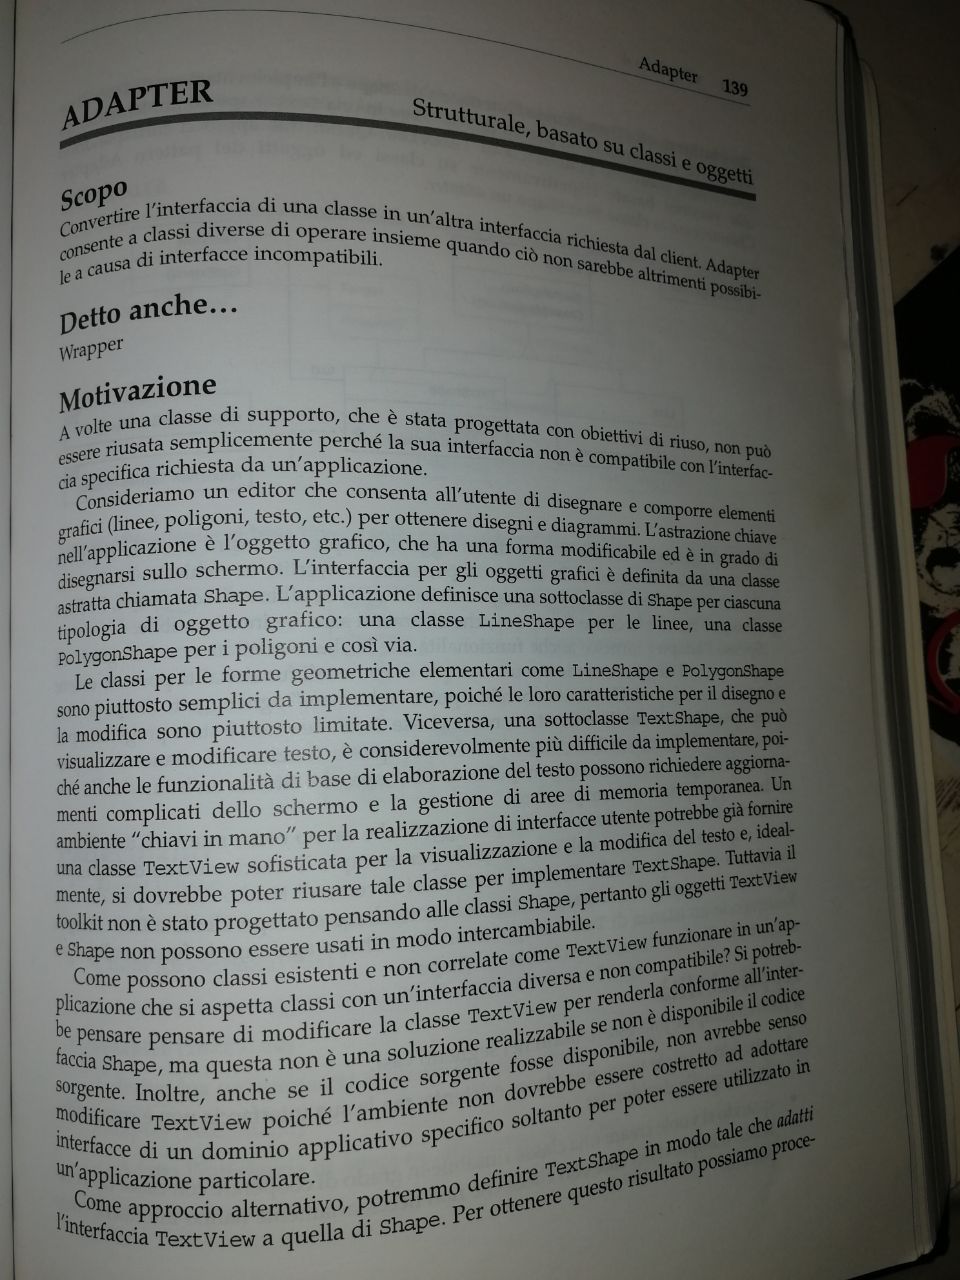 Adapter 139
ADAPTER
Strutturale, basato su classi e oggetti
Scopo
Convertire l'interfaccia di una classe in un'altra interfaccia richiesta dal client. Adapter
consente a classi diverse di operare insieme quando ciò non sarebbe altrimenti possibi-
le a causa di interfacce incompatibili.
Detto anche…
Wrapper
Motivazione
A volte una classe di supporto, che è stata progettata con obiettivi di riuso, non può
essere riusata semplicemente perché la sua interfaccia non è compatibile con l'interfac-
cia specifica richiesta da un'applicazione.
Consideriamo un editor che consenta all'utente di disegnare e comporre elementi
grafici (linee, poligoni, testo, etc.) per ottenere disegni e diagrammi. L'astrazione chiave
nell'applicazione è l'oggetto grafico, che ha una forma modificabile ed è in grado di
disegnarsi sullo schermo. L'interfaccia per gli oggetti grafici è definita da una classe
astratta chiamata Shape. L'applicazione definisce una sottoclasse di Shape per ciascuna
tipologia di oggetto grafico: una classe LineShape per le linee, una classe
PolygonShape per i poligoni e così via.
Le classi per le forme geometriche elementari come LineShape e PolygonShape
sono piuttosto semplici da implementare, poiché le loro caratteristiche per il disegno e
la modifica sono piuttosto limitate. Viceversa, una sottoclasse TextShape, che può
visualizzare e modificare testo, è considerevolmente più difficile da implementare, poi-
ché anche le funzionalità di base di elaborazione del testo possono richiedere aggiorna-
menti complicati dello schermo e la gestione di aree di memoria temporanea. Un
ambiente "chiavi in mano" per la realizzazione di interfacce utente potrebbe già fornire
una classe TextView sofisticata per la visualizzazione e la modifica del testo e, ideal-
mente, si dovrebbe poter riusare tale classe per implementare TextShape. Tuttavia il
toolkit non è stato progettato pensando alle classi Shape, pertanto gli oggetti TextView
e Shape non possono essere usati in modo intercambiabile.
Come possono classi esistenti e non correlate come TextView funzionare in un'ap-
plicazione che si aspetta classi con un'interfaccia diversa e non compatibile? Si potreb-
be pensare pensare di modificare la classe TextView per renderla conforme all'inter-
faccia Shape, ma questa non è una soluzione realizzabile se non è disponibile il codice
sorgente. Inoltre, anche se il codice sorgente fosse disponibile, non avrebbe senso
modificare TextView poiché l'ambiente non dovrebbe essere costretto ad adottare
interfacce di un dominio applicativo specifico soltanto per poter essere utilizzato in
un'applicazione particolare.
Come approccio alternativo, potremmo definire TextShape in modo tale che adatti
l'interfaccia TextView a quella di Shape. Per ottenere questo risultato possiamo proce-